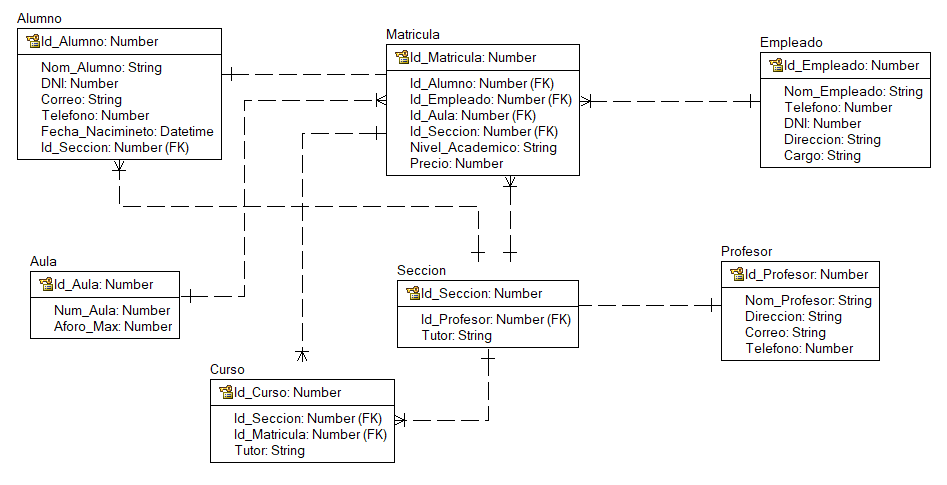 Alumno
Id_Alumno: Number
Nom_Alumno: String
DNI: Number
Correo: String
Telefono: Number
Fecha_Nacimineto: Datetime
Id_Seccion: Number (FK)
Matricula
Id_Matricula: Number
Id_Alumno: Number (FK)
Id_Empleado: Number (FK)
Id_Aula: Number (FK)
Id_Seccion: Number (FK)
Nivel_Academico: String
Precio: Number
Empleado
Id_Empleado: Number
Nom_Empleado: String
Telefono: Number
DNI: Number
Direccion: String
Cargo: String
Aula
Id_Aula: Number
Num_Aula: Number
Aforo_Max: Number
Seccion
Id_Seccion: Number
Id_Profesor: Number (FK)
Tutor: String
Profesor
Id_Profesor: Number
Nom_Profesor: String
Direccion: String
Correo: String
Telefono: Number
Curso
Id_Curso: Number
Id_Seccion: Number (FK)
Id_Matricula: Number (FK)
Tutor: String